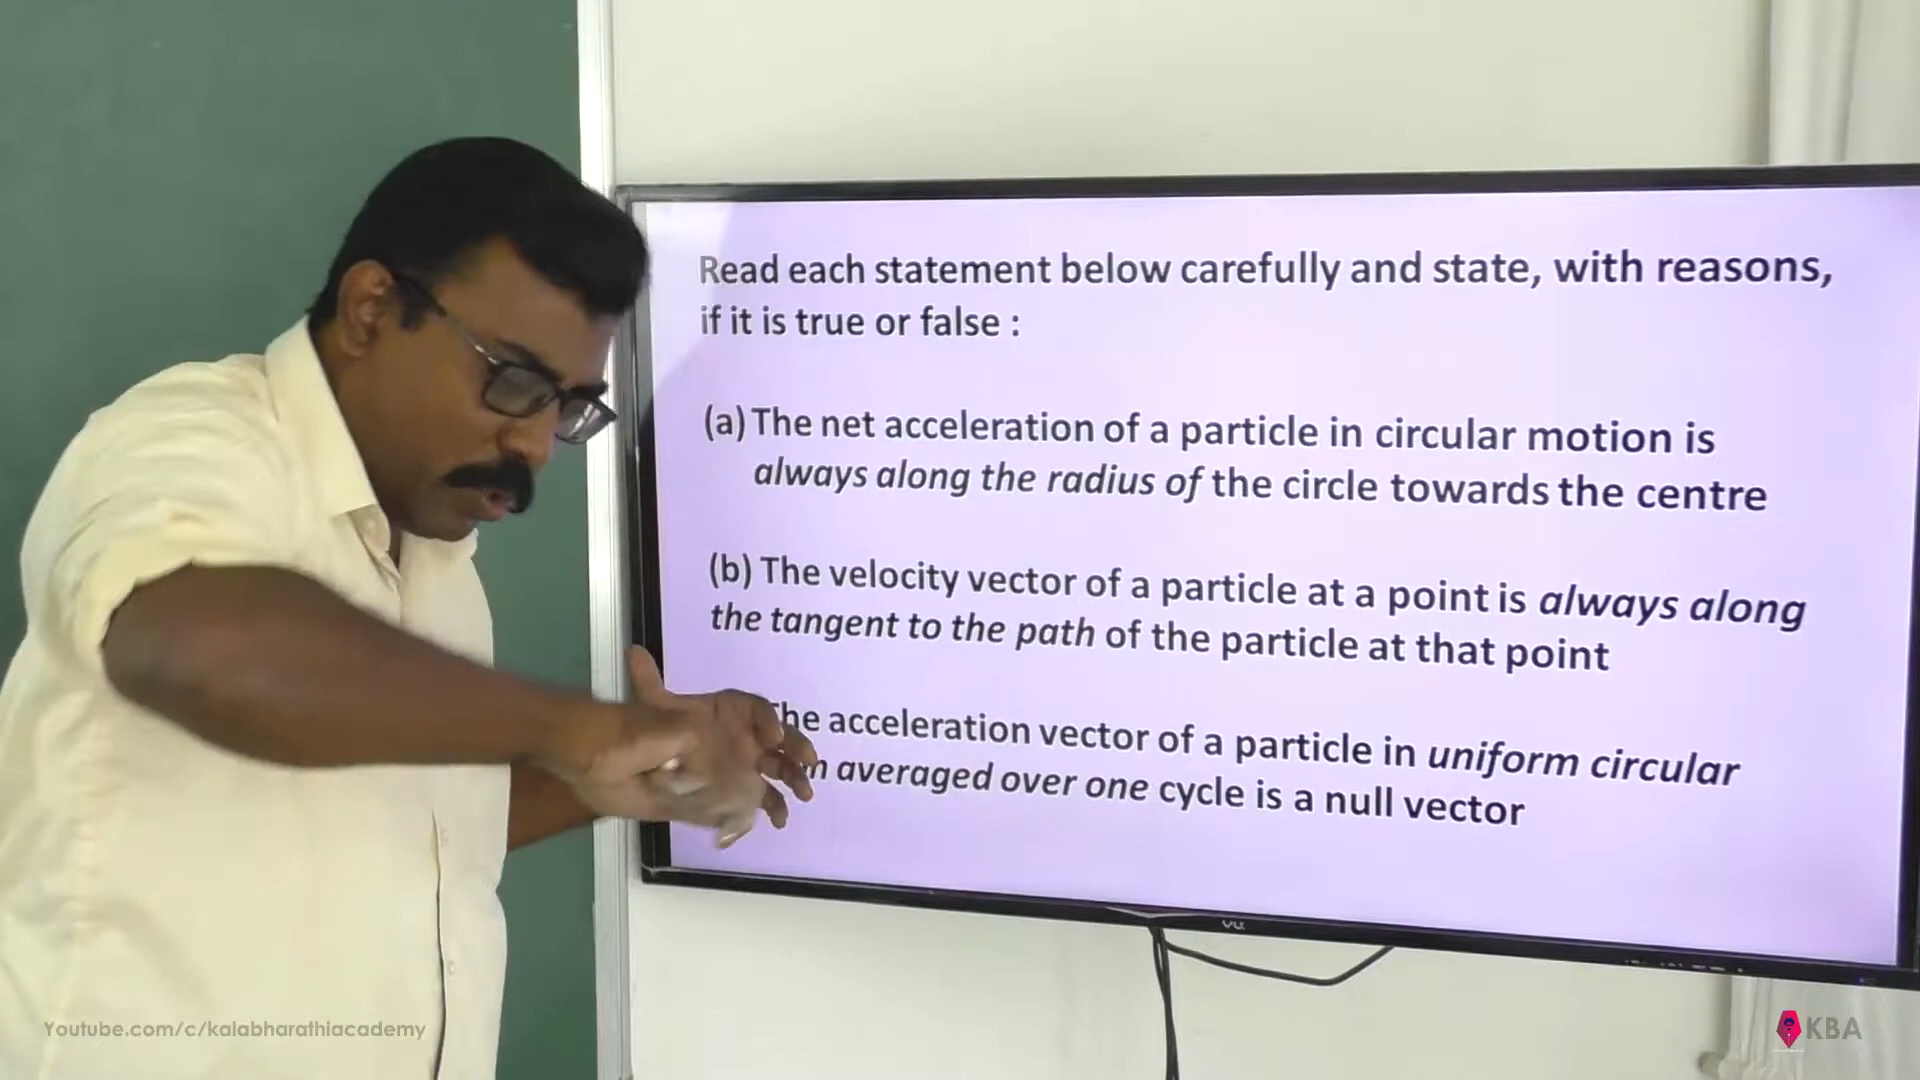 Read each statement below carefully and state, with reasons,
if it is true or false :
(a) The net acceleration of a particle in circular motion is
always along the radius of the circle towards the centre
(b) The velocity vector of a particle at a point is always along
the tangent to the path of the particle at that point
The acceleration vector of a particle in uniform circular
averaged over one cycle is a null vector
VU
Youtube.com/c/kalabharathiacademy
KBA